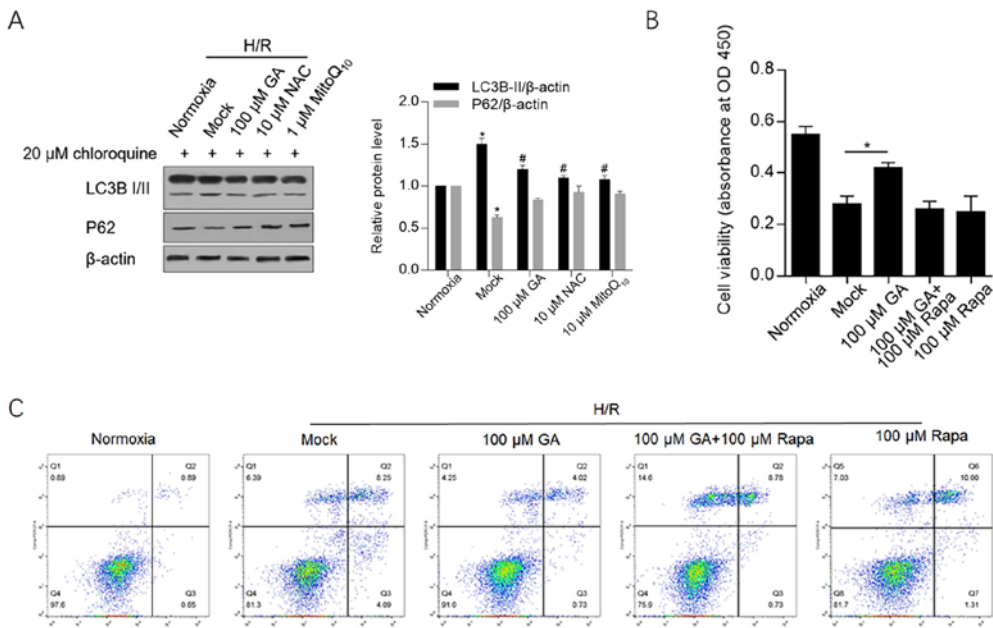 A
H/R
Normoxia
Mock
100 µM GA
10 µM NAC
1 µM MitoQ10
20 µM chloroquine + + + + +
LC3B I/II
P62
β-actin
LC3B-II/β-actin
P62/β-actin
Relative protein level
2.0
1.5
1.0
0.5
0.0
* * # # #
Normoxia
Mock
100 µM GA
10 µM NAC
10 µM MitoQ10
B
Cell viability (absorbance at OD 450)
0.8
0.6
0.4
0.2
0.0
*
Normoxia
Mock
100 µM GA
100 µM GA+
100 µM Rapa
100 µM Rapa
C
H/R
Normoxia
Mock
100 µM GA
100 µM GA+100 µM Rapa
100 µM Rapa
Q1 Q2
0.89 0.89
Q4 Q3
97.6 0.65
Q1 Q2
6.39 8.25
Q4 Q3
81.3 4.09
Q1 Q2
4.25 4.02
Q4 Q3
91.0 0.73
Q1 Q2
14.6 8.78
Q4 Q3
75.9 0.73
Q5 Q6
7.03 10.00
Q8 Q7
81.7 1.31